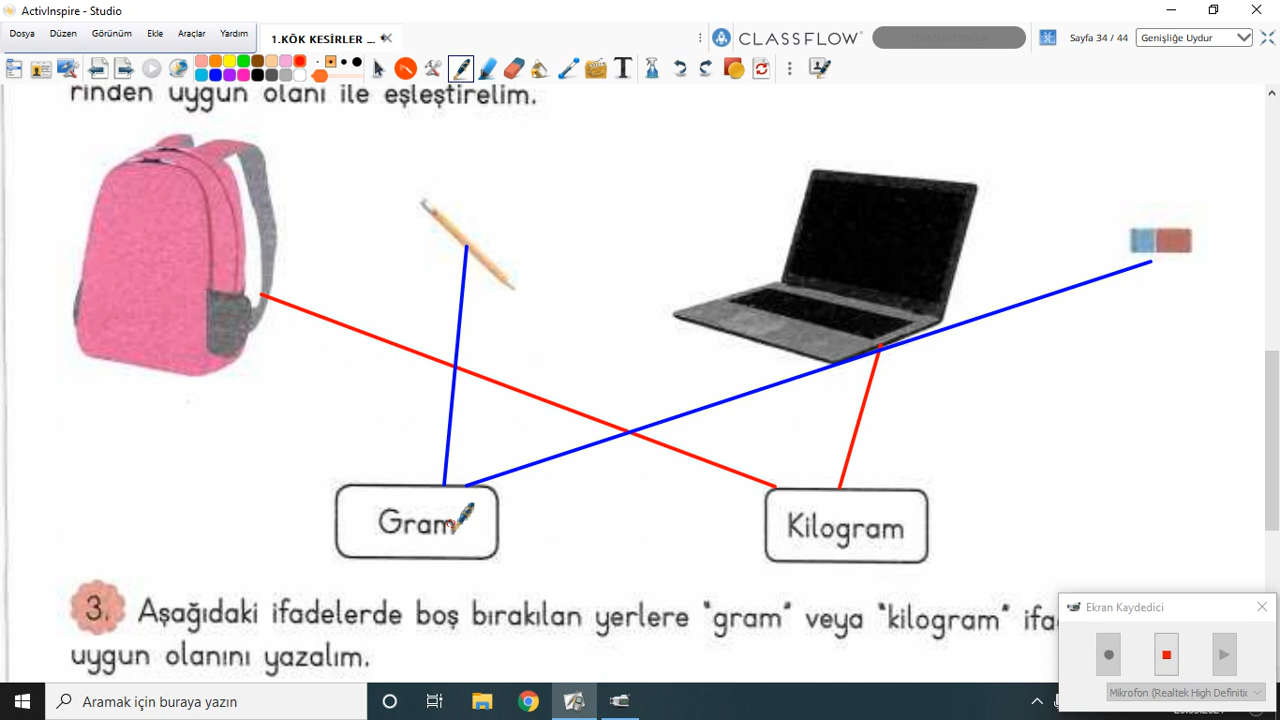 ActivInspire - Studio
Dosya Düzen Görünüm Ekle Araçlar Yardım
1.KÖK KESİRLER ...
CLASSFLOW
Sayfa 34 / 44
Genişliğe Uydur
rinden uygun olanı ile eşleştirelim.
Gram
Kilogram
3. Aşağıdaki ifadelerde boş bırakılan yerlere "gram" veya "kilogram"
uygun olanını yazalım.
Ekran Kaydedici
Mikrofon (Realtek High Definitic
Aramak için buraya yazın